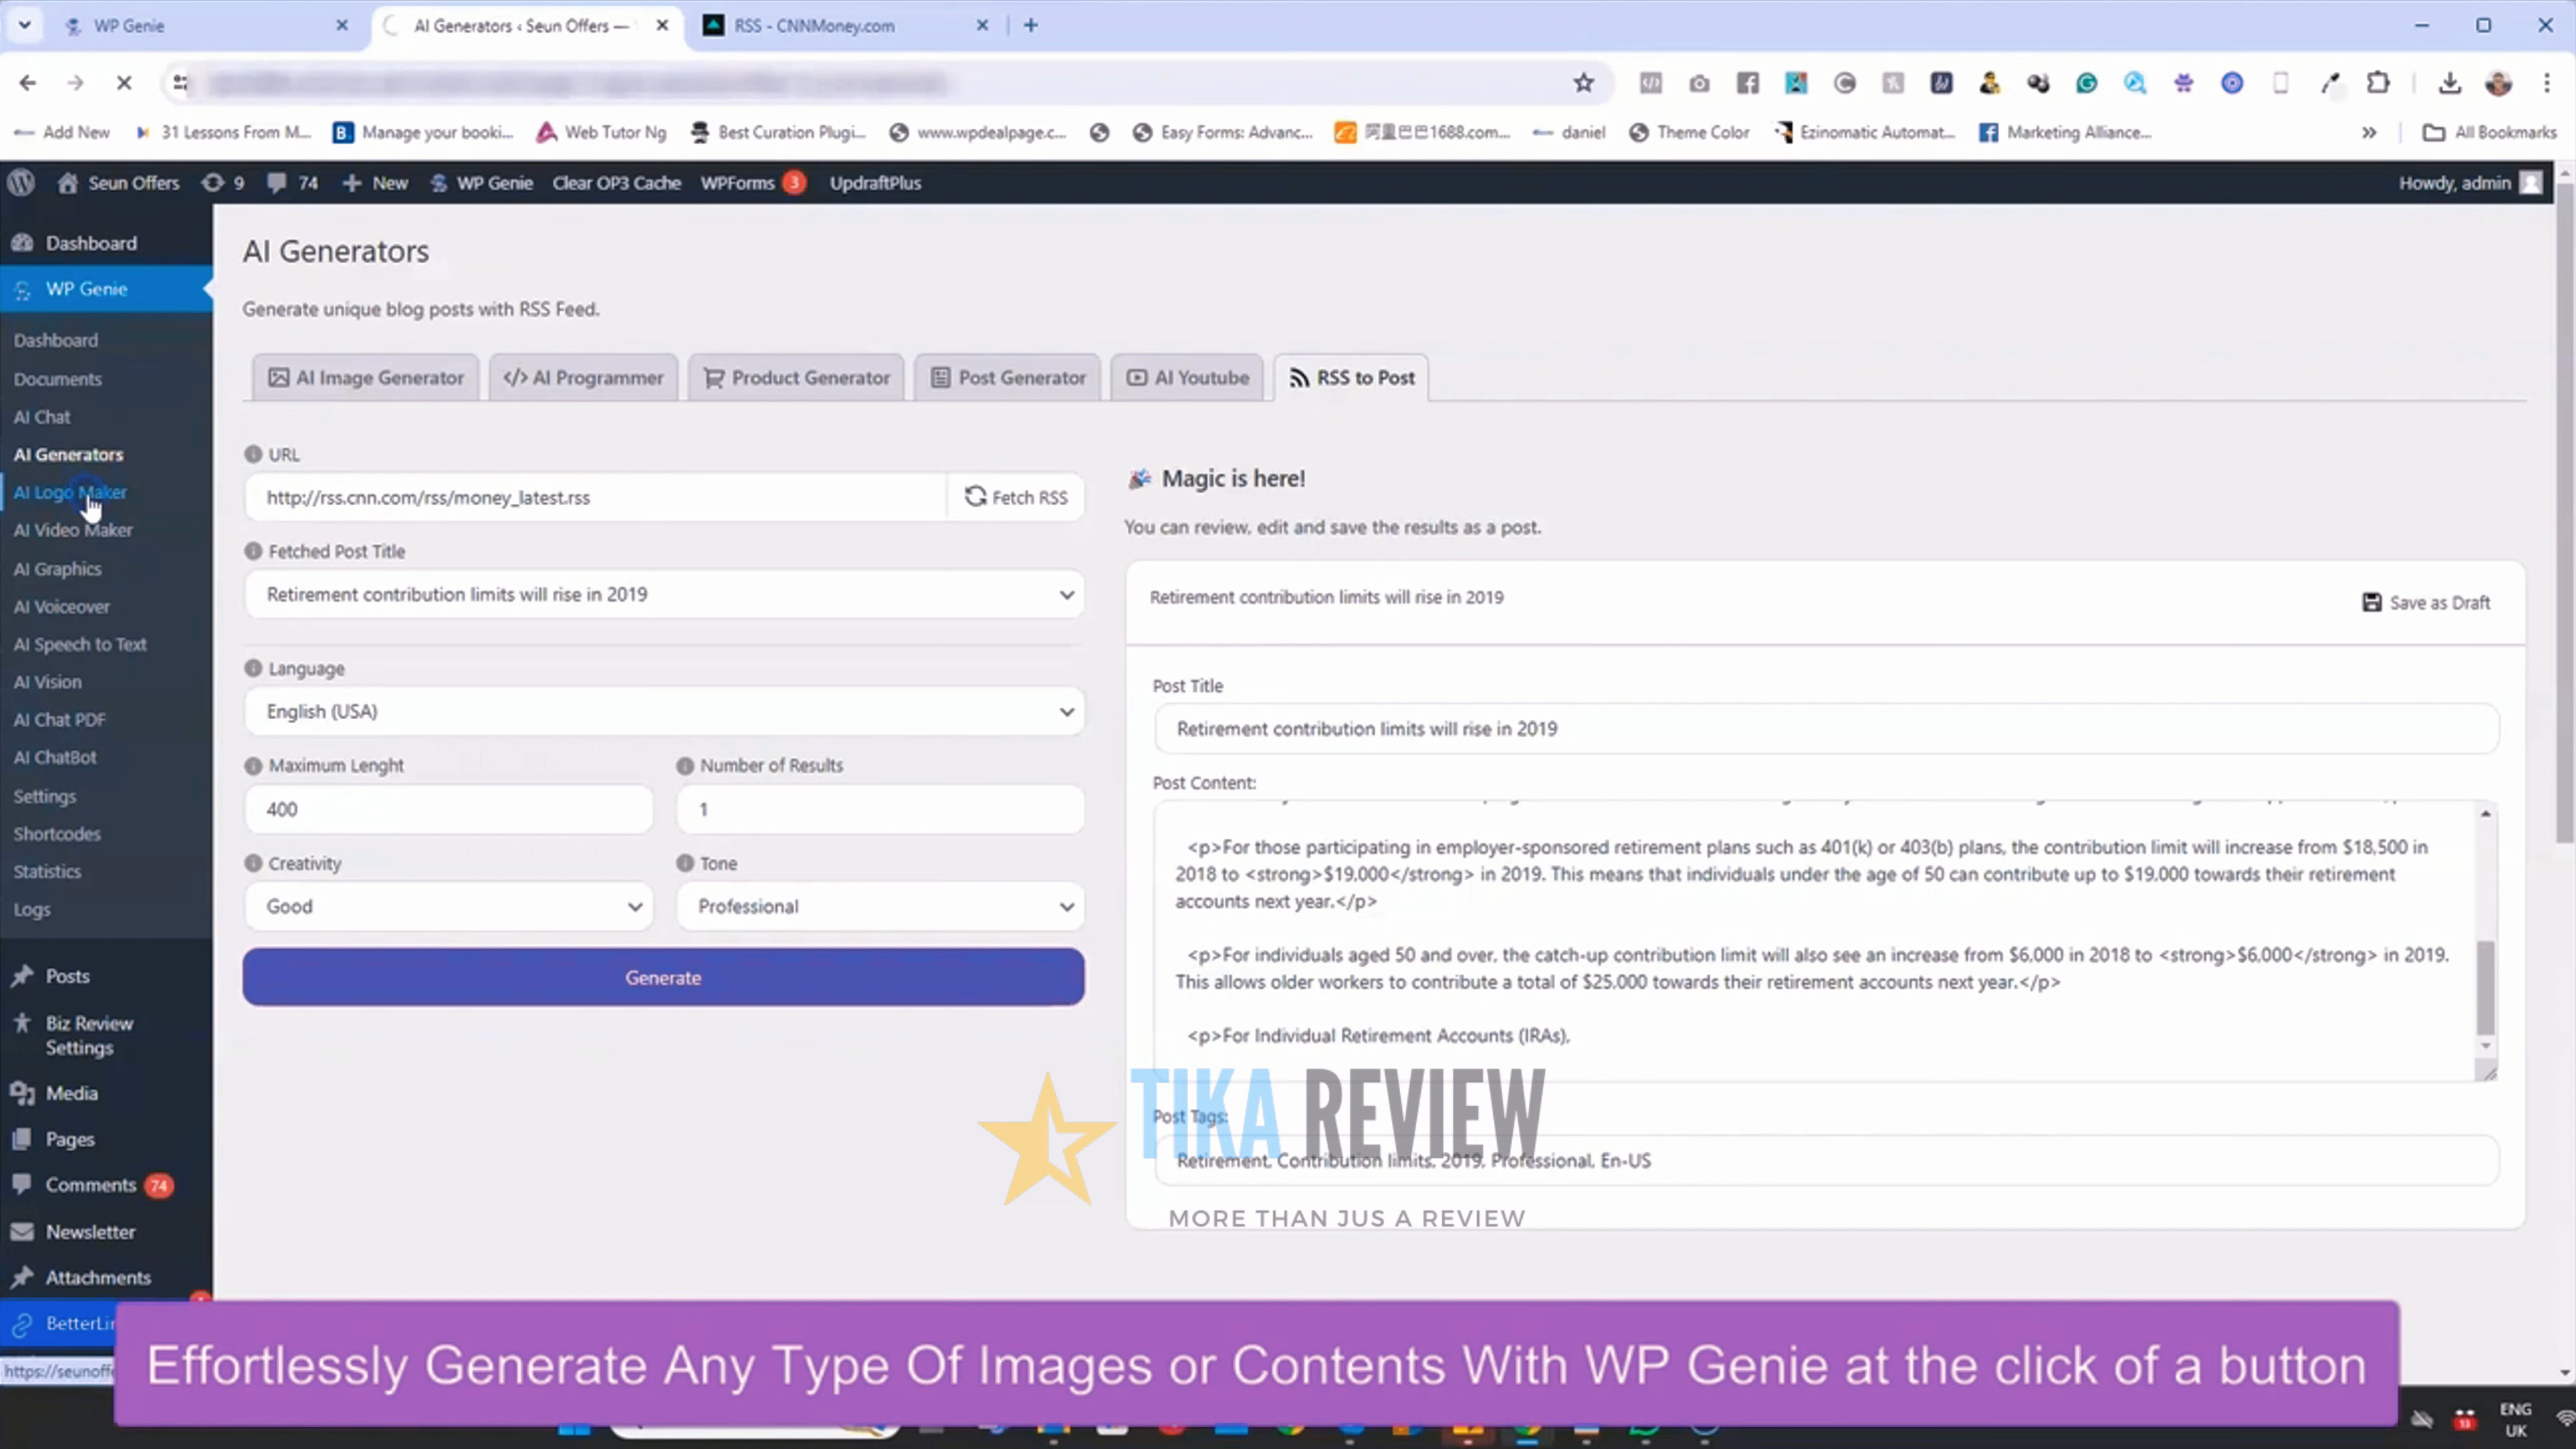 WP Genie
AI Generators ‹ Seun Offers —
RSS - CNNMoney.com
Add New
31 Lessons From M...
B.
Manage your booki...
Web Tutor Ng
Best Curation Plugi...
www.wpdealpage.c...
Easy Forms: Advanc...
阿里巴巴1688.com...
daniel
Theme Color
Ezinomatic Automat...
Marketing Alliance...
»
All Bookmarks
Seun Offers
9
74
New
WP Genie
Clear OP3 Cache
WPForms 3
UpdraftPlus
Howdy, admin
Dashboard
WP Genie
Dashboard
Documents
AI Chat
AI Generators
AI Logo Maker
AI Video Maker
AI Graphics
AI Voiceover
AI Speech to Text
AI Vision
AI Chat PDF
AI ChatBot
Settings
Shortcodes
Statistics
Logs
Posts
Biz Review
Settings
Media
Pages
Comments 74
Newsletter
Attachments
BetterLin
https://seunoff
AI Generators
Generate unique blog posts with RSS Feed.
AI Image Generator
</> AI Programmer
Product Generator
Post Generator
AI Youtube
RSS to Post
URL
http://rss.cnn.com/rss/money_latest.rss
Fetch RSS
Fetched Post Title
Retirement contribution limits will rise in 2019
Language
English (USA)
Maximum Lenght
Number of Results
400
1
Creativity
Tone
Good
Professional
Generate
Magic is here!
You can review, edit and save the results as a post.
Retirement contribution limits will rise in 2019
Save as Draft
Post Title
Retirement contribution limits will rise in 2019
Post Content:
<p>For those participating in employer-sponsored retirement plans such as 401(k) or 403(b) plans, the contribution limit will increase from $18,500 in
2018 to <strong>$19,000</strong> in 2019. This means that individuals under the age of 50 can contribute up to $19,000 towards their retirement
accounts next year.</p>
<p>For individuals aged 50 and over, the catch-up contribution limit will also see an increase from $6,000 in 2018 to <strong>$6,000</strong> in 2019.
This allows older workers to contribute a total of $25,000 towards their retirement accounts next year.</p>
<p>For Individual Retirement Accounts (IRAs),
TIKA REVIEW
Post Tags:
Retirement, Contribution limits, 2019, Professional, En-US
MORE THAN JUS A REVIEW
Effortlessly Generate Any Type Of Images or Contents With WP Genie at the click of a button
ENG
UK